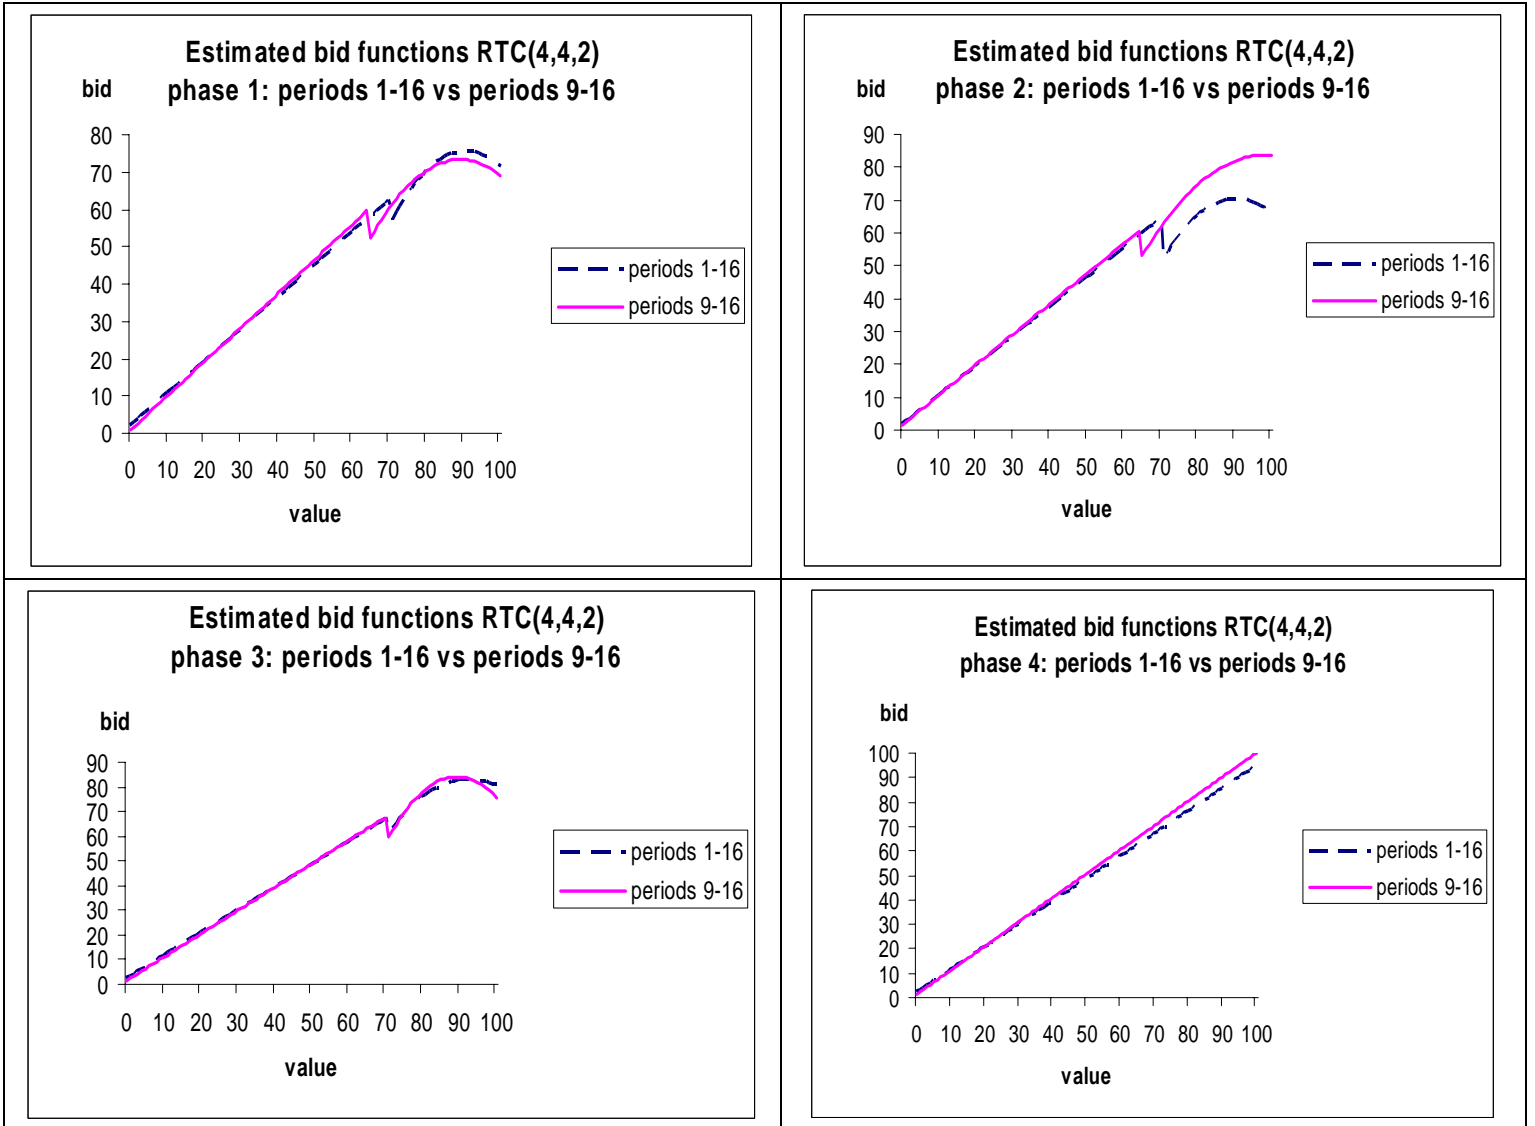 Estimated bid functions RTC(4,4,2)
phase 1: periods 1-16 vs periods 9-16
bid
80
70
60
50
40
30
20
10
0
0 10 20 30 40 50 60 70 80 90 100
value
periods 1-16
periods 9-16
Estimated bid functions RTC(4,4,2)
phase 2: periods 1-16 vs periods 9-16
bid
90
80
70
60
50
40
30
20
10
0
0 10 20 30 40 50 60 70 80 90 100
value
periods 1-16
periods 9-16
Estimated bid functions RTC(4,4,2)
phase 3: periods 1-16 vs periods 9-16
bid
90
80
70
60
50
40
30
20
10
0
0 10 20 30 40 50 60 70 80 90 100
value
periods 1-16
periods 9-16
Estimated bid functions RTC(4,4,2)
phase 4: periods 1-16 vs periods 9-16
bid
100
90
80
70
60
50
40
30
20
10
0
0 10 20 30 40 50 60 70 80 90 100
value
periods 1-16
periods 9-16